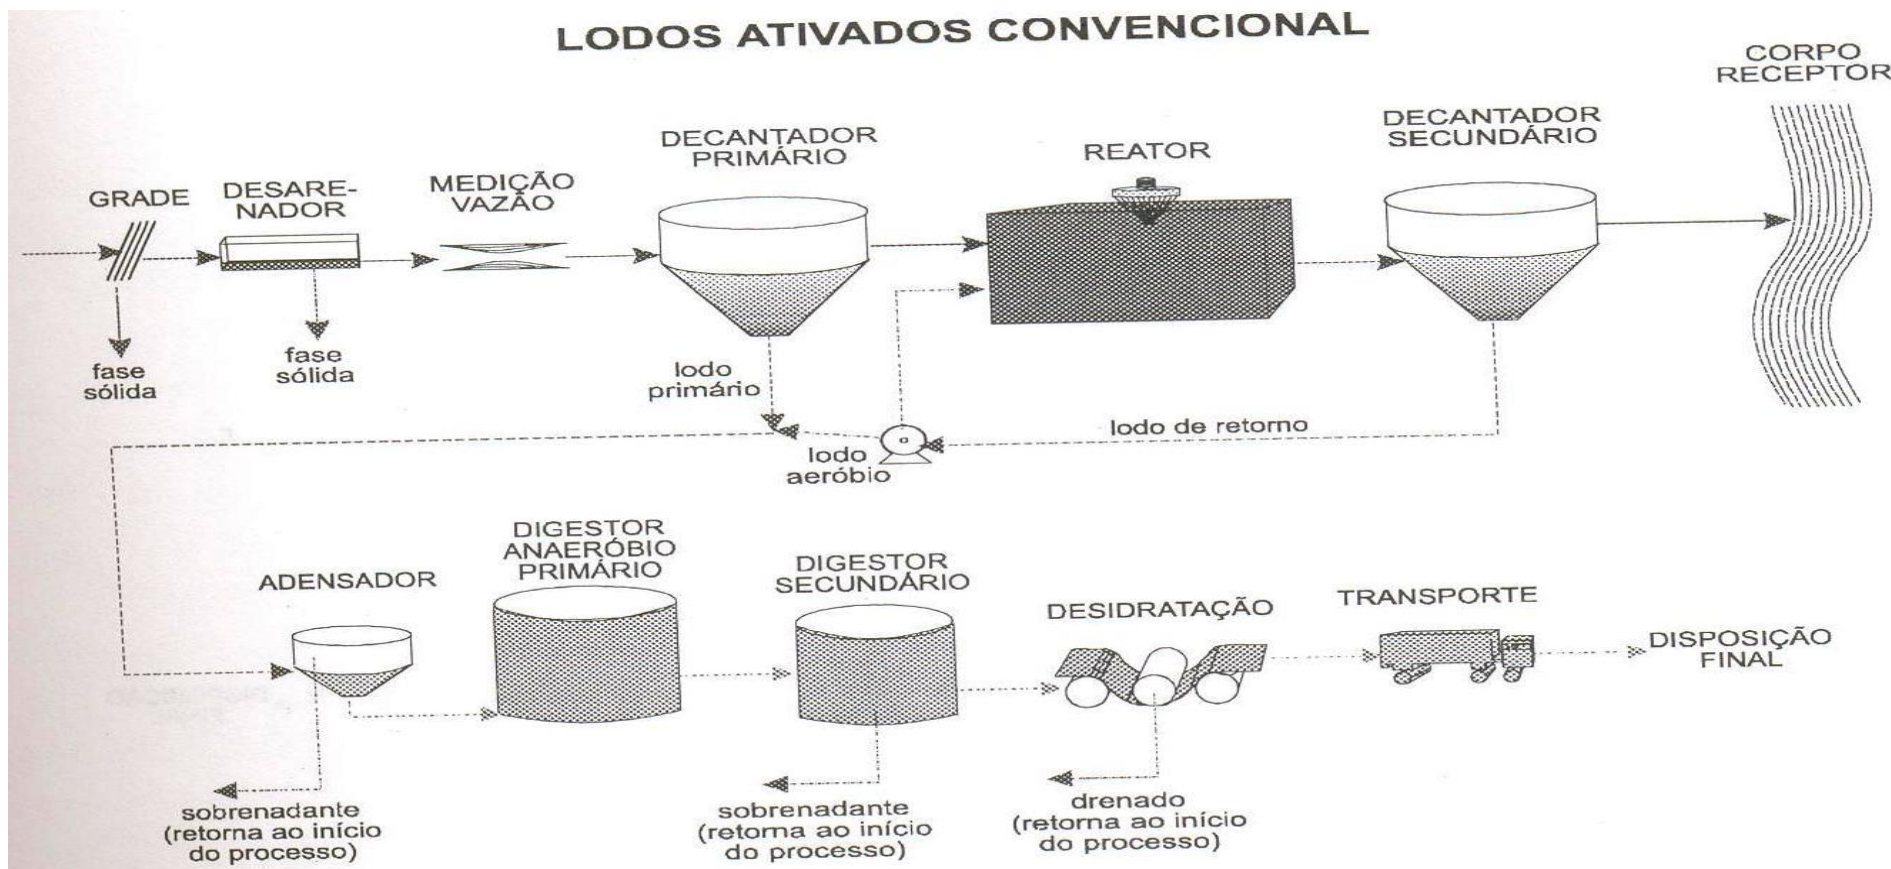 LODOS ATIVADOS CONVENCIONAL
CORPO
RECEPTOR
GRADE
DESARE-
NADOR
MEDIÇÃO
VAZÃO
DECANTADOR
PRIMÁRIO
REATOR
DECANTADOR
SECUNDÁRIO
fase
sólida
fase
sólida
lodo
primário
lodo
aeróbio
lodo de retorno
ADENSADOR
DIGESTOR
ANAERÓBIO
PRIMÁRIO
DIGESTOR
SECUNDÁRIO
DESIDRATAÇÃO
TRANSPORTE
DISPOSIÇÃO
FINAL
sobrenadante
(retorna ao início
do processo)
sobrenadante
(retorna ao início
do processo)
drenado
(retorna ao início
do processo)